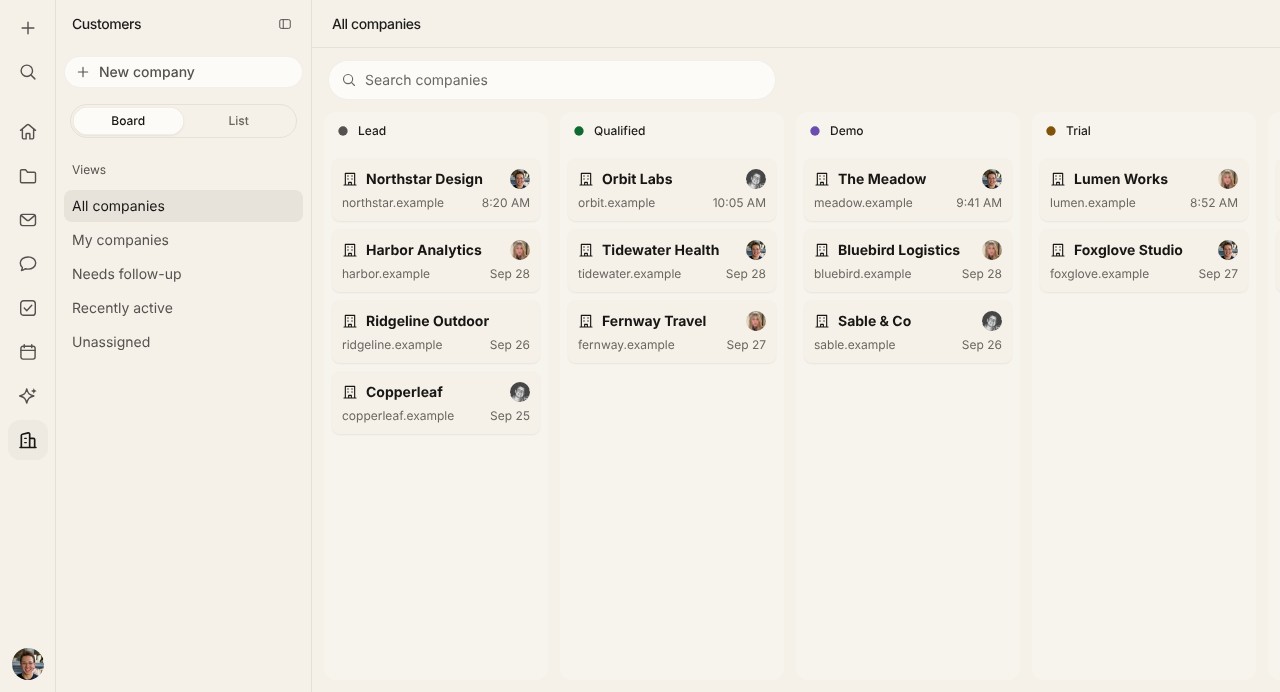 Customers
All companies
New company
Search companies
Board
List
Views
All companies
My companies
Needs follow-up
Recently active
Unassigned
Lead
Northstar Design
northstar.example 8:20 AM
Harbor Analytics
harbor.example Sep 28
Ridgeline Outdoor
ridgeline.example Sep 26
Copperleaf
copperleaf.example Sep 25
Qualified
Orbit Labs
orbit.example 10:05 AM
Tidewater Health
tidewater.example Sep 28
Fernway Travel
fernway.example Sep 27
Demo
The Meadow
meadow.example 9:41 AM
Bluebird Logistics
bluebird.example Sep 28
Sable & Co
sable.example Sep 26
Trial
Lumen Works
lumen.example 8:52 AM
Foxglove Studio
foxglove.example Sep 27